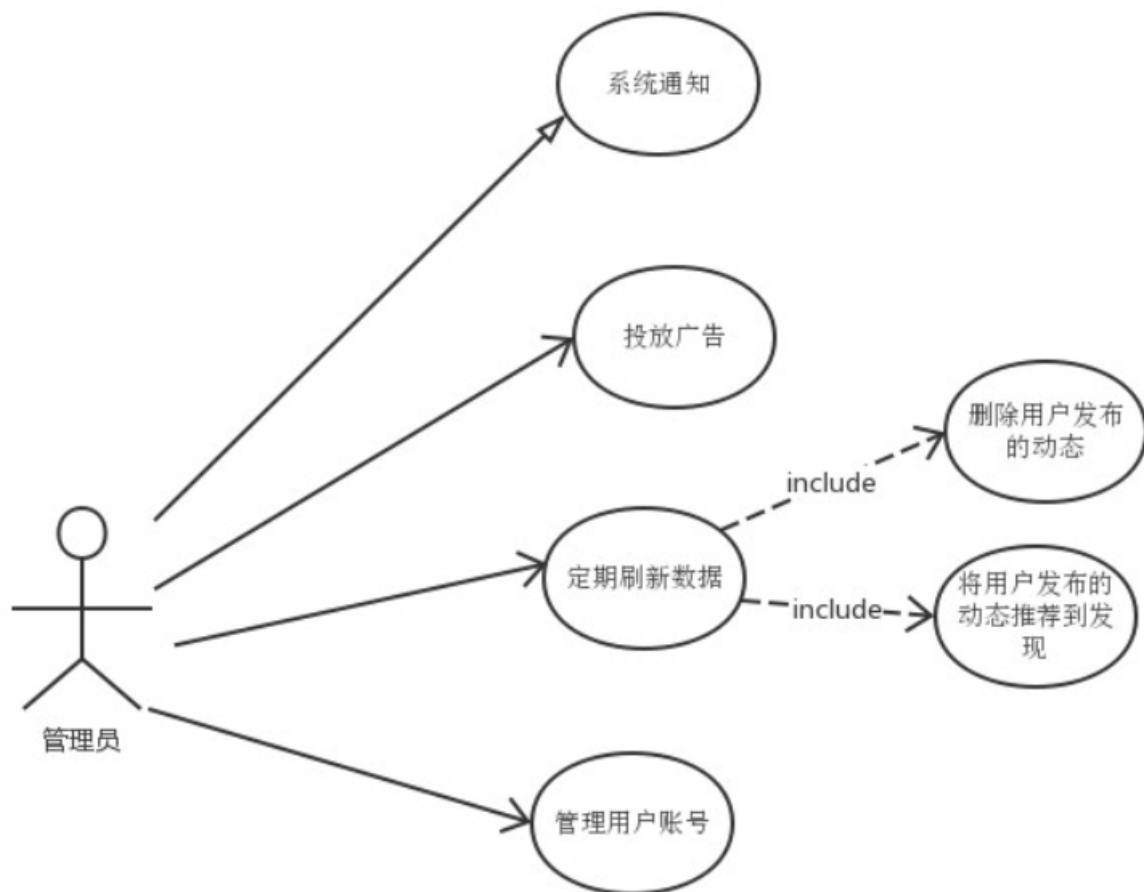 系统通知
投放广告
删除用户发布
的动态
include
定期刷新数据
include
将用户发布的
动态推荐到发
现
管理员
管理用户账号